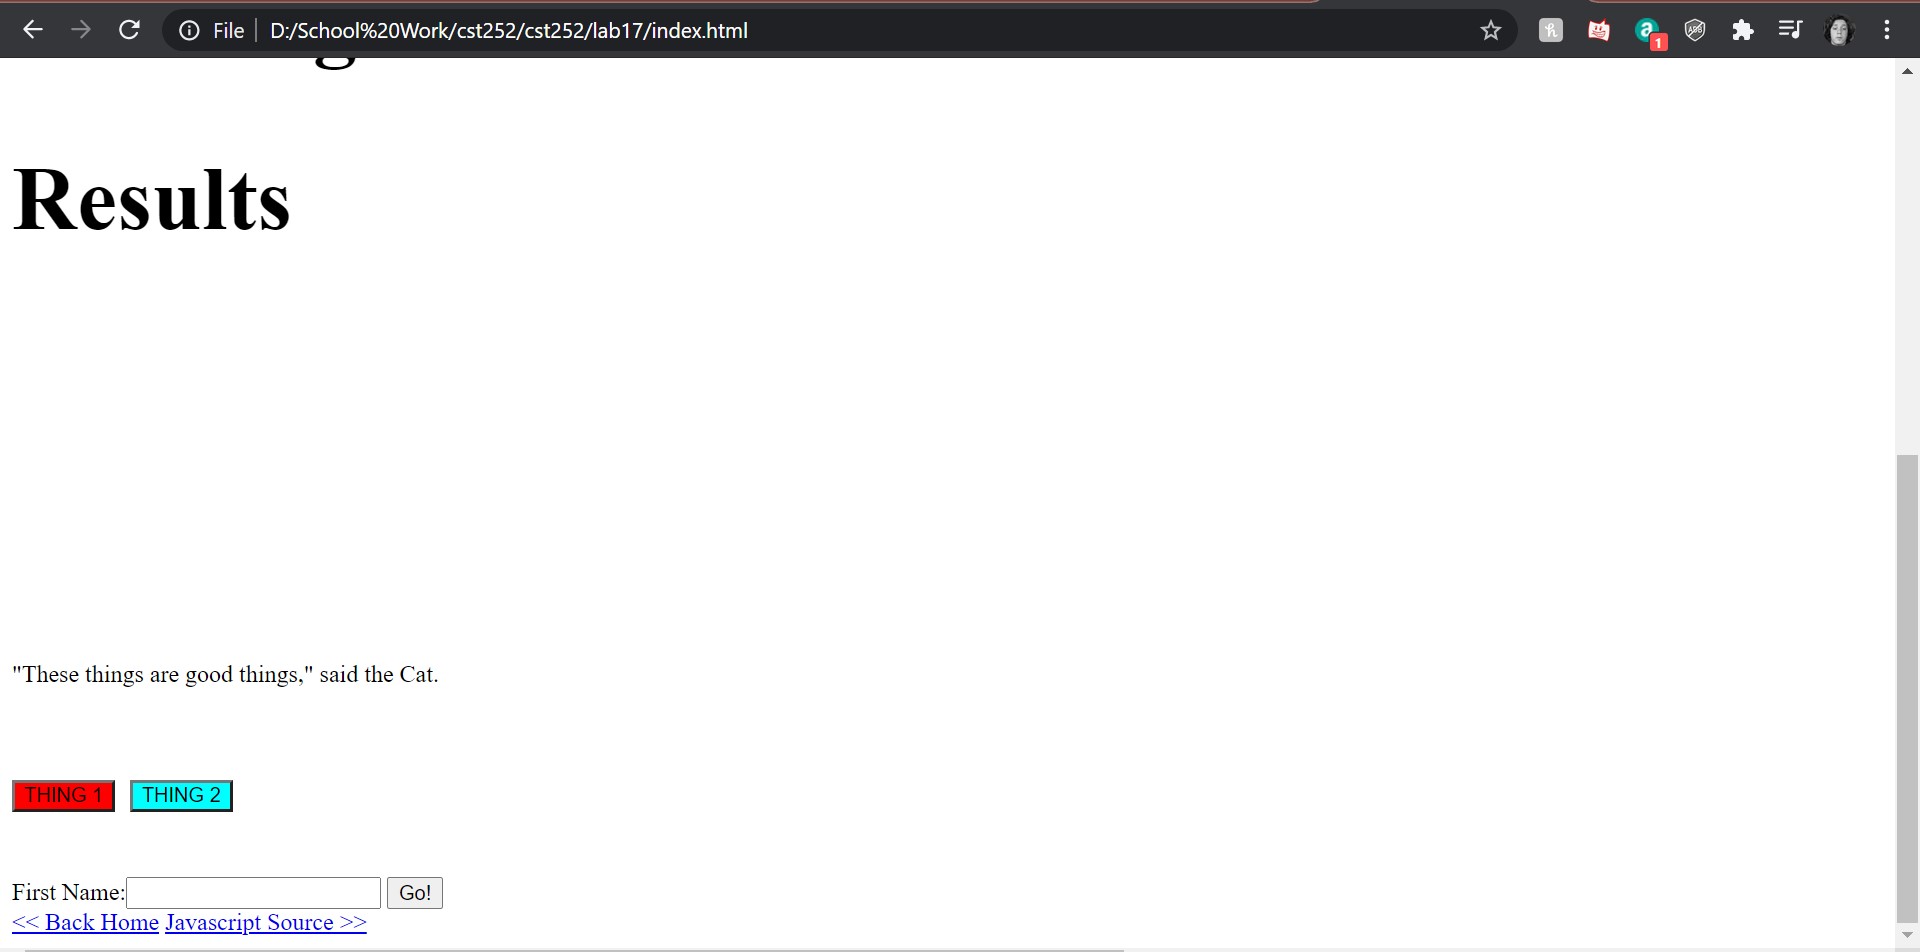 File D:/School%20Work/cst252/cst252/lab17/index.html
1
Results
"These things are good things," said the Cat.
THING 1 THING 2
First Name: Go!
<< Back Home Javascript Source >>